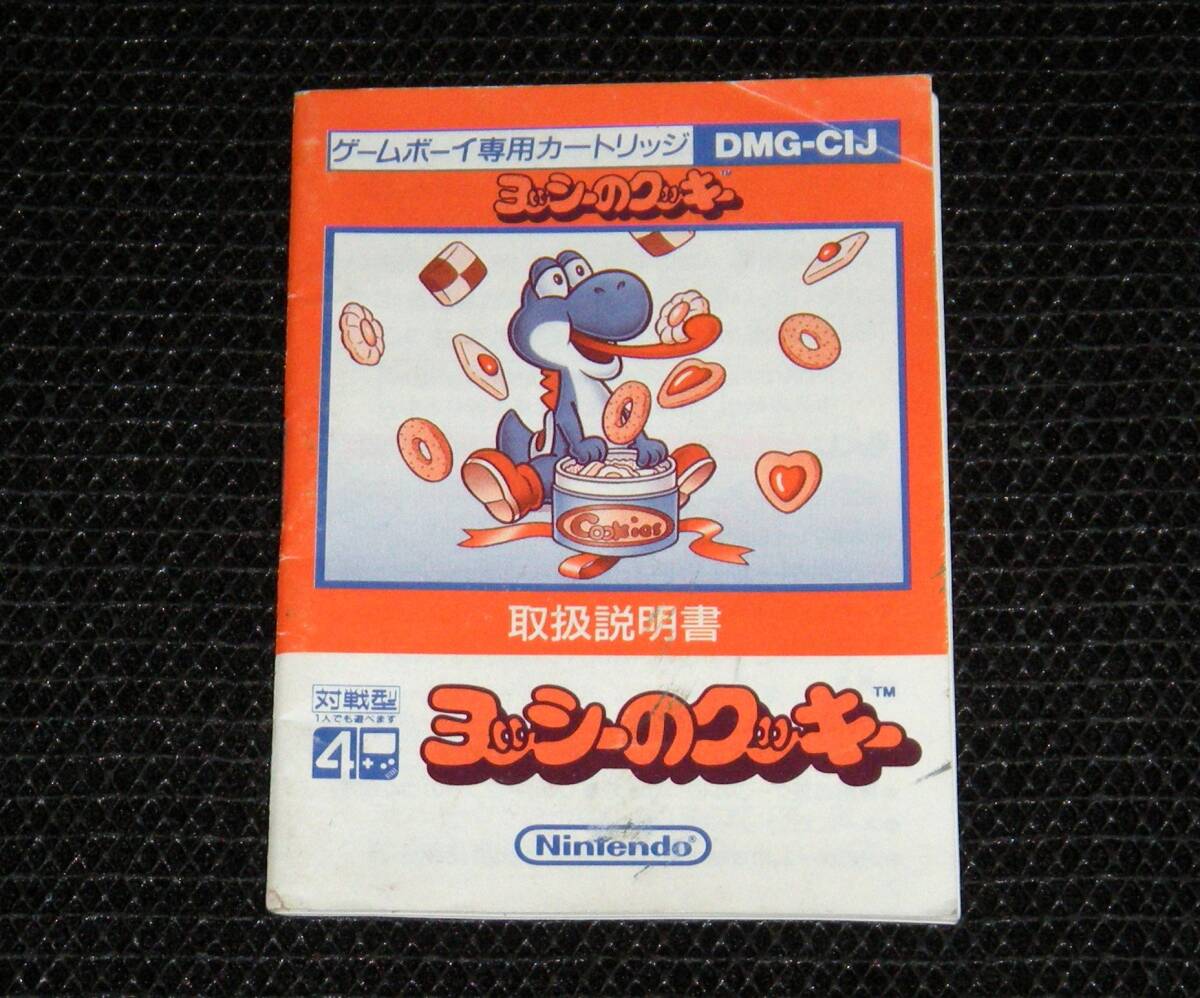 ゲームボーイ専用カートリッジ DMG-CIJ
ヨッシーのクッキー™
Cookies
取扱説明書
対戦型
1人でも遊べます
4
ヨッシーのクッキー™
Nintendo®